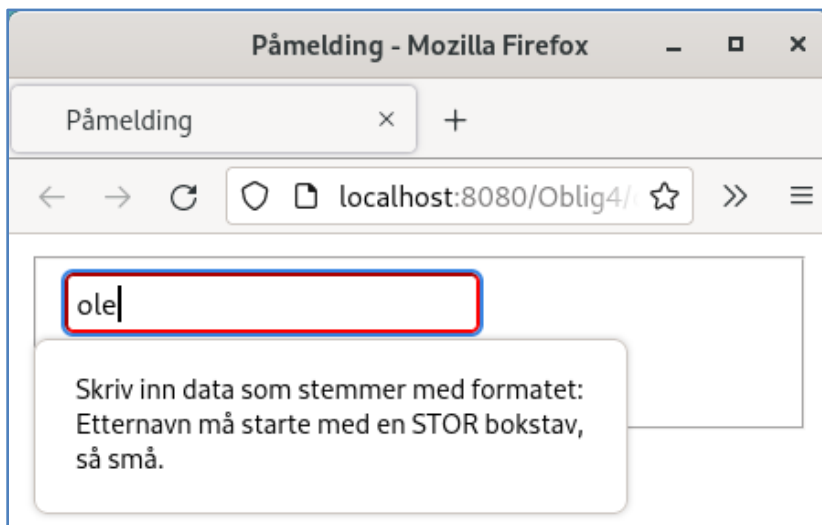 Påmelding - Mozilla Firefox
Påmelding
localhost:8080/Oblig4/
ole
Skriv inn data som stemmer med formatet:
Etternavn må starte med en STOR bokstav,
så små.